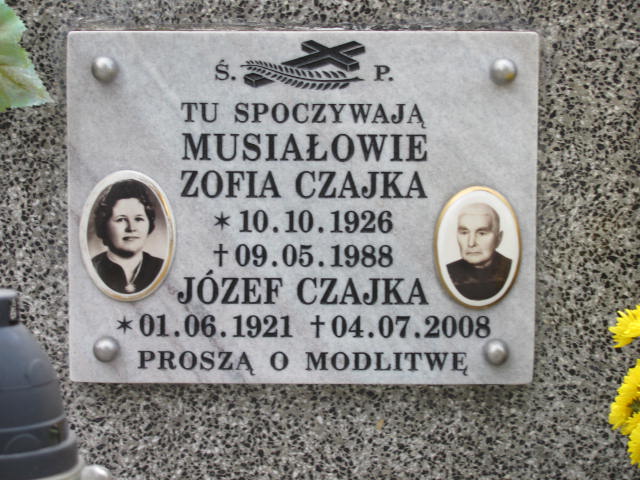 Ś. P.
TU SPOCZYWAJĄ
MUSIAŁOWIE
ZOFIA CZAJKA
* 10.10.1926
† 09.05.1988
JÓZEF CZAJKA
* 01.06.1921 † 04.07.2008
PROSZĄ O MODLITWĘ